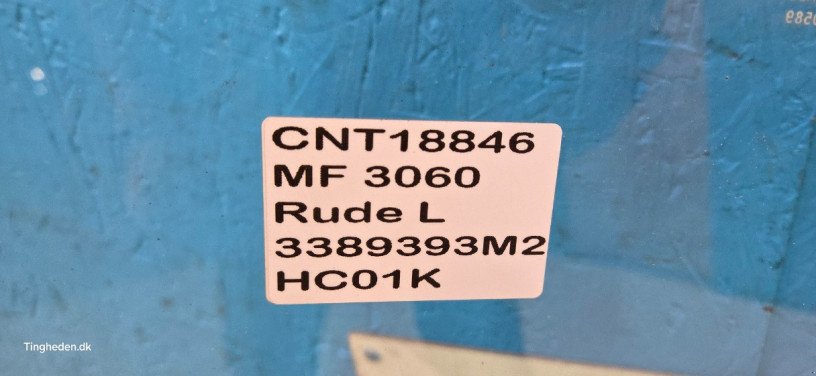 CNT18846
MF 3060
Rude L
3389393M2
HC01K
Tingheden.dk